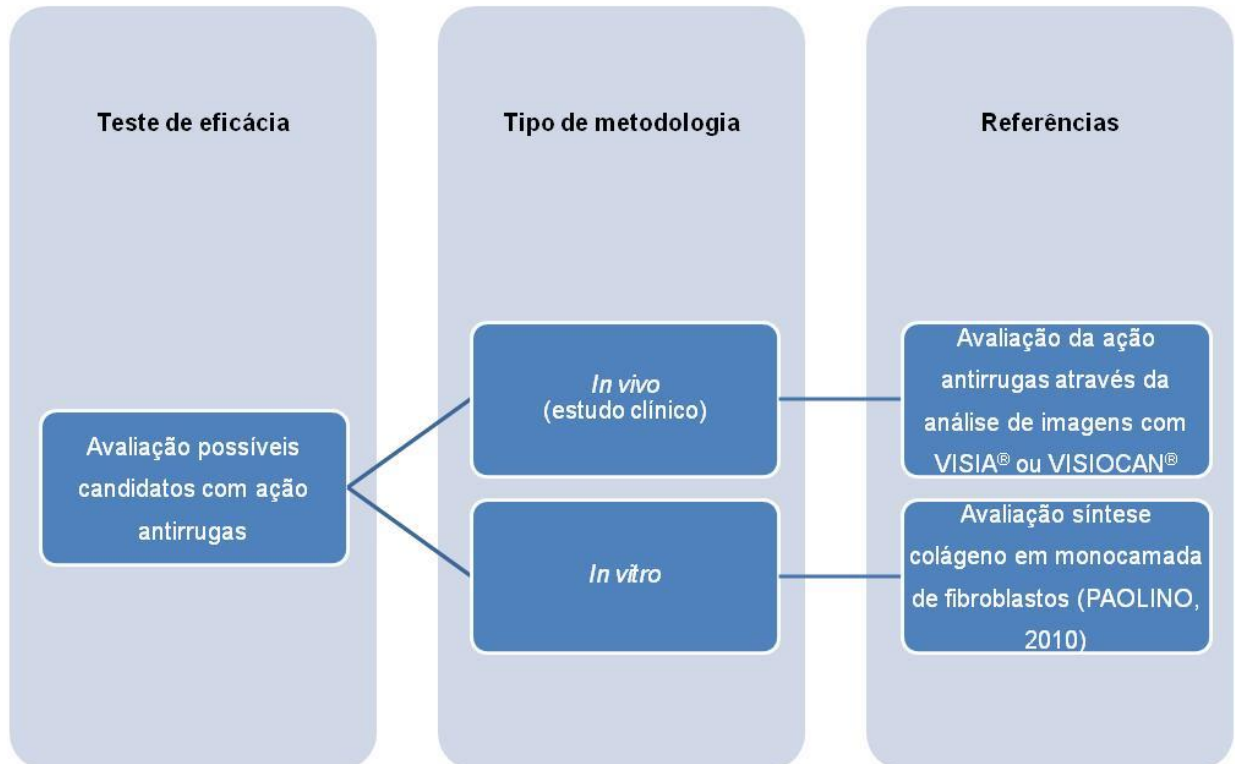 Teste de eficácia
Tipo de metodologia
Referências
Avaliação possíveis
candidatos com ação
antirrugas
In vivo
(estudo clínico)
In vitro
Avaliação da ação
antirrugas através da
análise de imagens com
VISIA® ou VISIOCAN®
Avaliação síntese
colágeno em monocamada
de fibroblastos (PAOLINO,
2010)